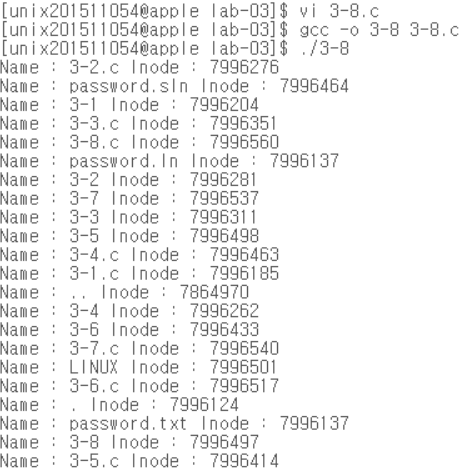 [unix201511054@apple lab-03]$ vi 3-8.c
[unix201511054@apple lab-03]$ gcc -o 3-8 3-8.c
[unix201511054@apple lab-03]$ ./3-8
Name : 3-2.c Inode : 7996276
Name : password.sln Inode : 7996464
Name : 3-1 Inode : 7996204
Name : 3-3.c Inode : 7996351
Name : 3-8.c Inode : 7996560
Name : password.ln Inode : 7996137
Name : 3-2 Inode : 7996281
Name : 3-7 Inode : 7996537
Name : 3-3 Inode : 7996311
Name : 3-5 Inode : 7996498
Name : 3-4.c Inode : 7996463
Name : 3-1.c Inode : 7996185
Name : .. Inode : 7864970
Name : 3-4 Inode : 7996262
Name : 3-6 Inode : 7996433
Name : 3-7.c Inode : 7996540
Name : LINUX Inode : 7996501
Name : 3-6.c Inode : 7996517
Name : . Inode : 7996124
Name : password.txt Inode : 7996137
Name : 3-8 Inode : 7996497
Name : 3-5.c Inode : 7996414